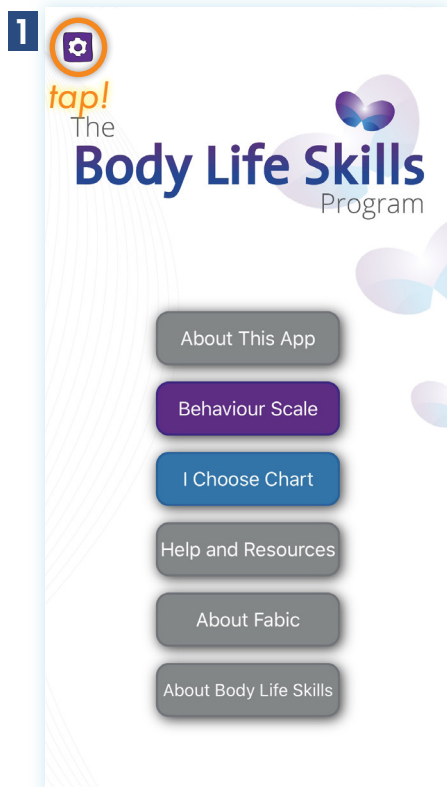 1
tap!
The
Body Life Skills
Program
About This App
Behaviour Scale
I Choose Chart
Help and Resources
About Fabic
About Body Life Skills